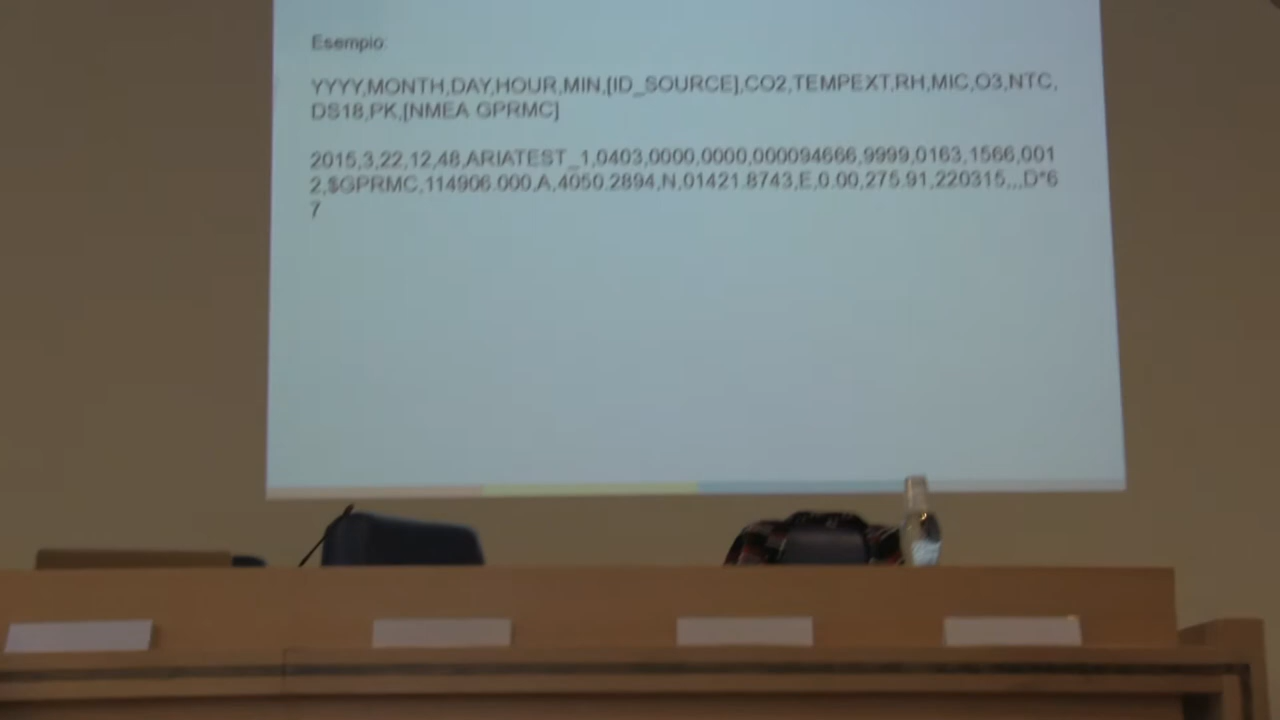 Esempio:
YYYY,MONTH,DAY,HOUR,MIN,[ID_SOURCE],CO2,TEMPEXT,RH,MIC,O3,NTC,
DS18,PK,[NMEA GPRMC]
2015,3,22,12,48,ARIATEST_1,0403,0000,0000,000094666,9999,0163,1566,001
2,$GPRMC,114906.000,A,4050.2894,N,01421.8743,E,0.00,275.91,220315,,,D*6
7